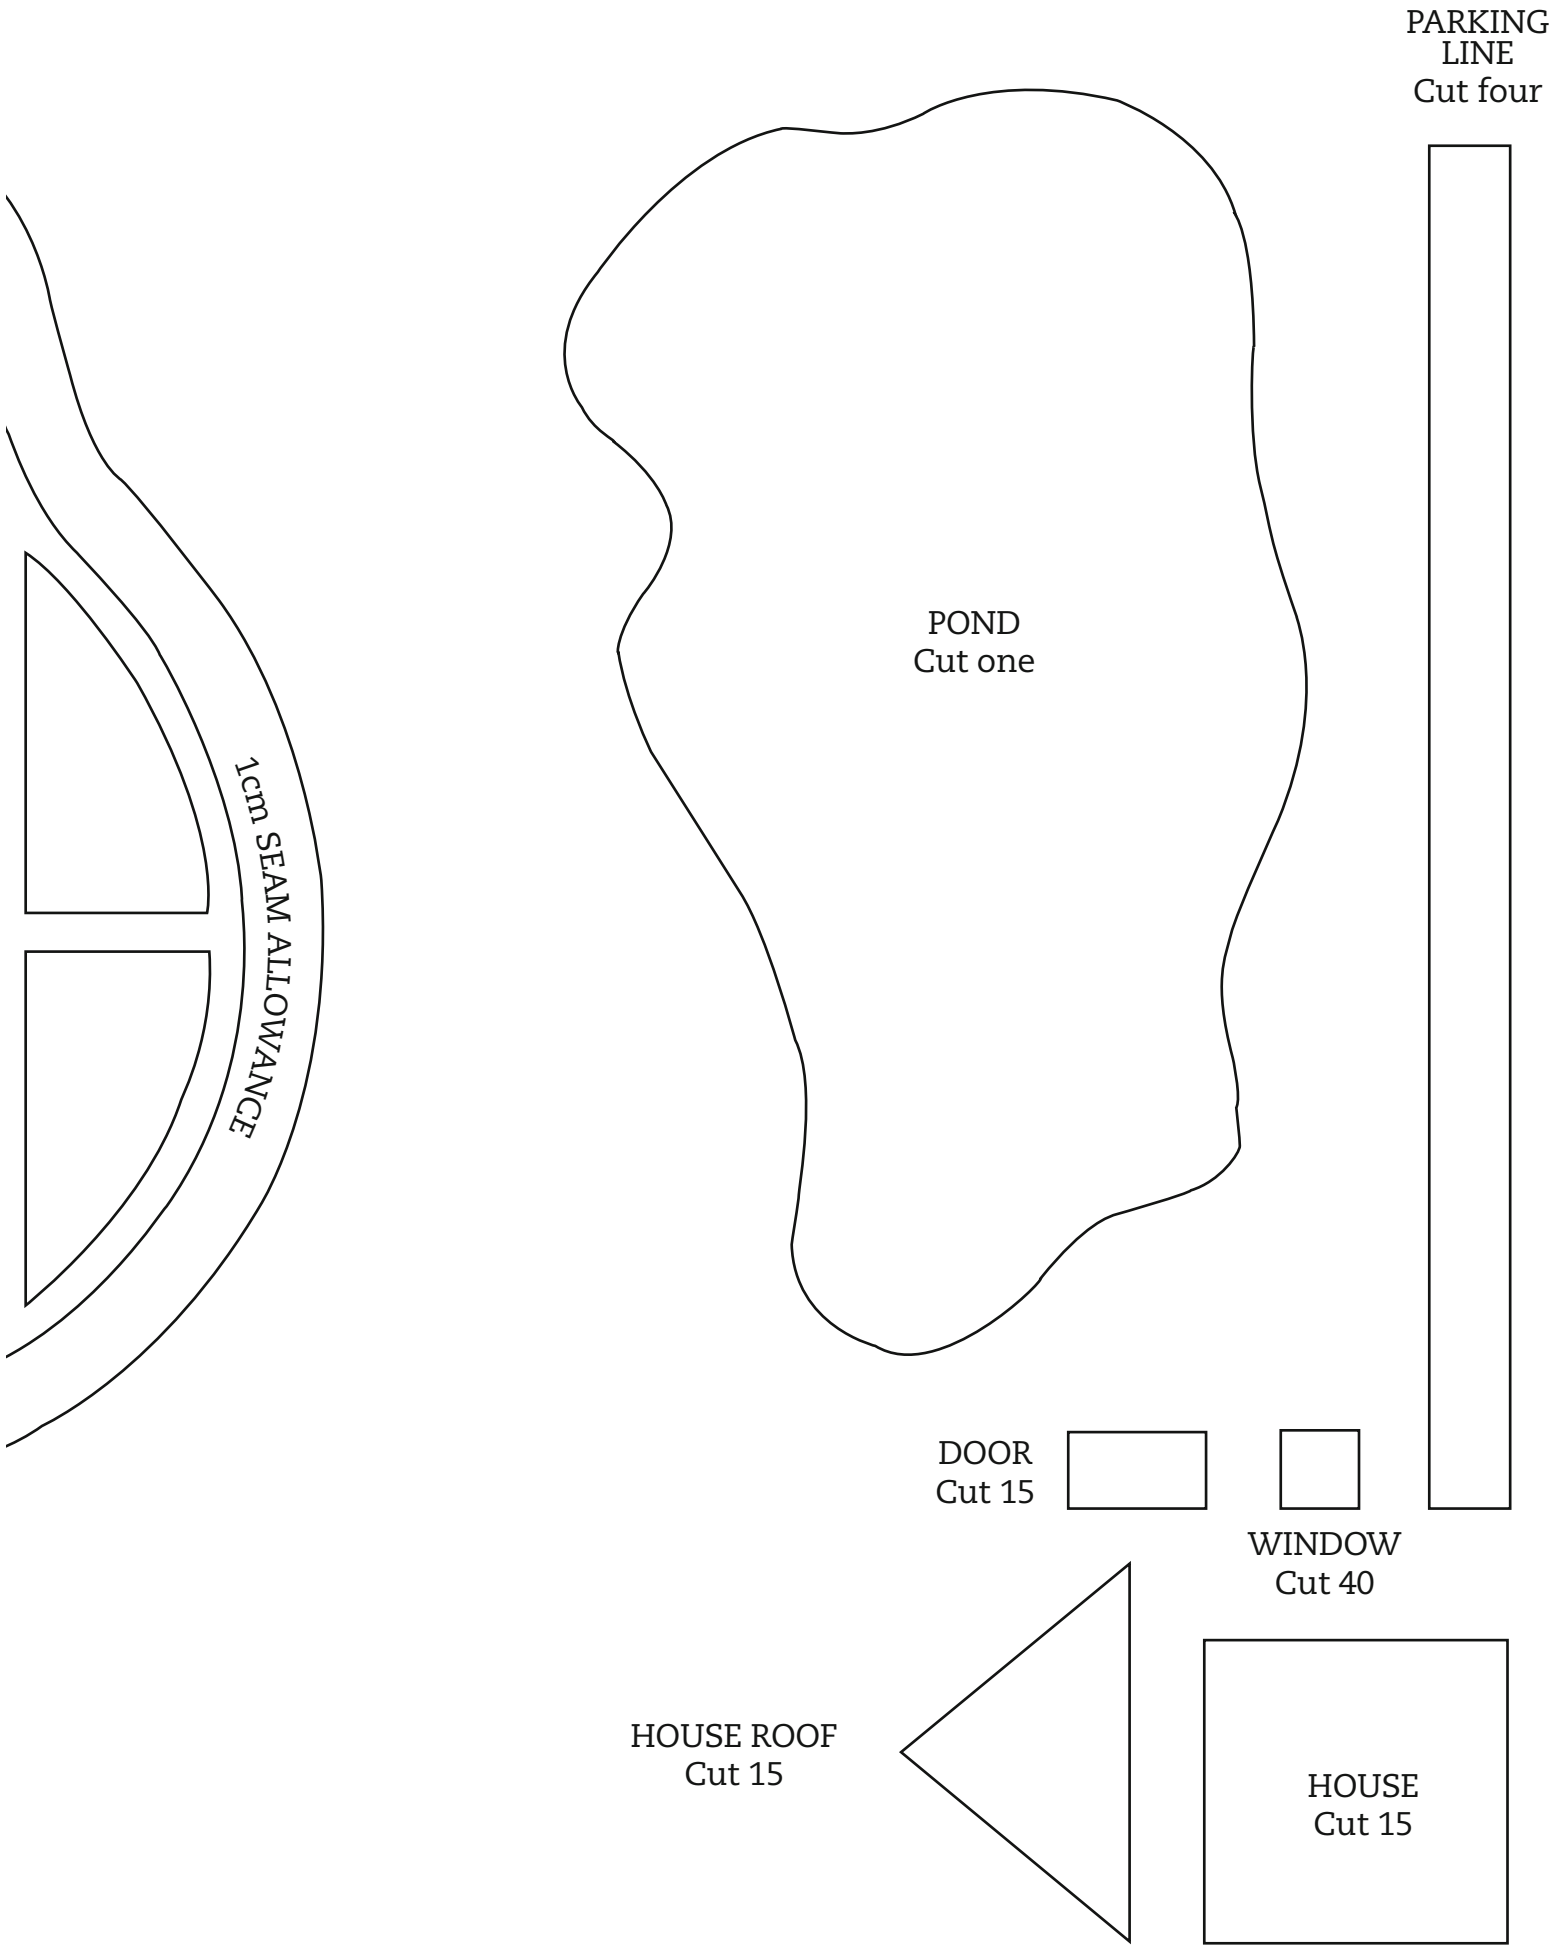 PARKING
LINE
Cut four
POND
Cut one
1cm SEAM ALLOWANCE
DOOR
Cut 15
WINDOW
Cut 40
HOUSE ROOF
Cut 15
HOUSE
Cut 15